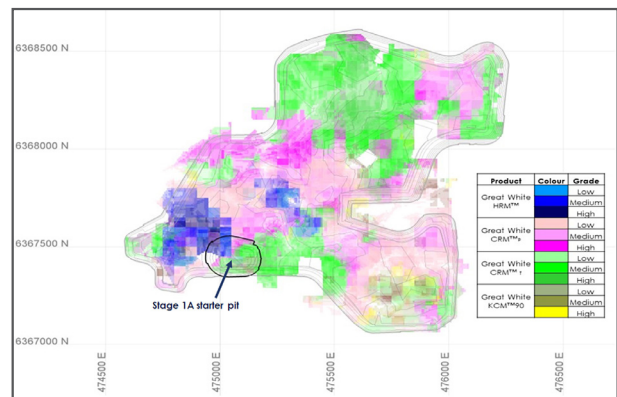 6368500 N
6368000 N
6367500 N
6367000 N
474500 E
475000 E
475500 E
476000 E
476500 E
Stage 1A starter pit
Product Colour Grade
Great White HRM™ Low
Medium
High
Great White CRM™P Low
Medium
High
Great White CRM™T Low
Medium
High
Great White KCM™90 Low
Medium
High